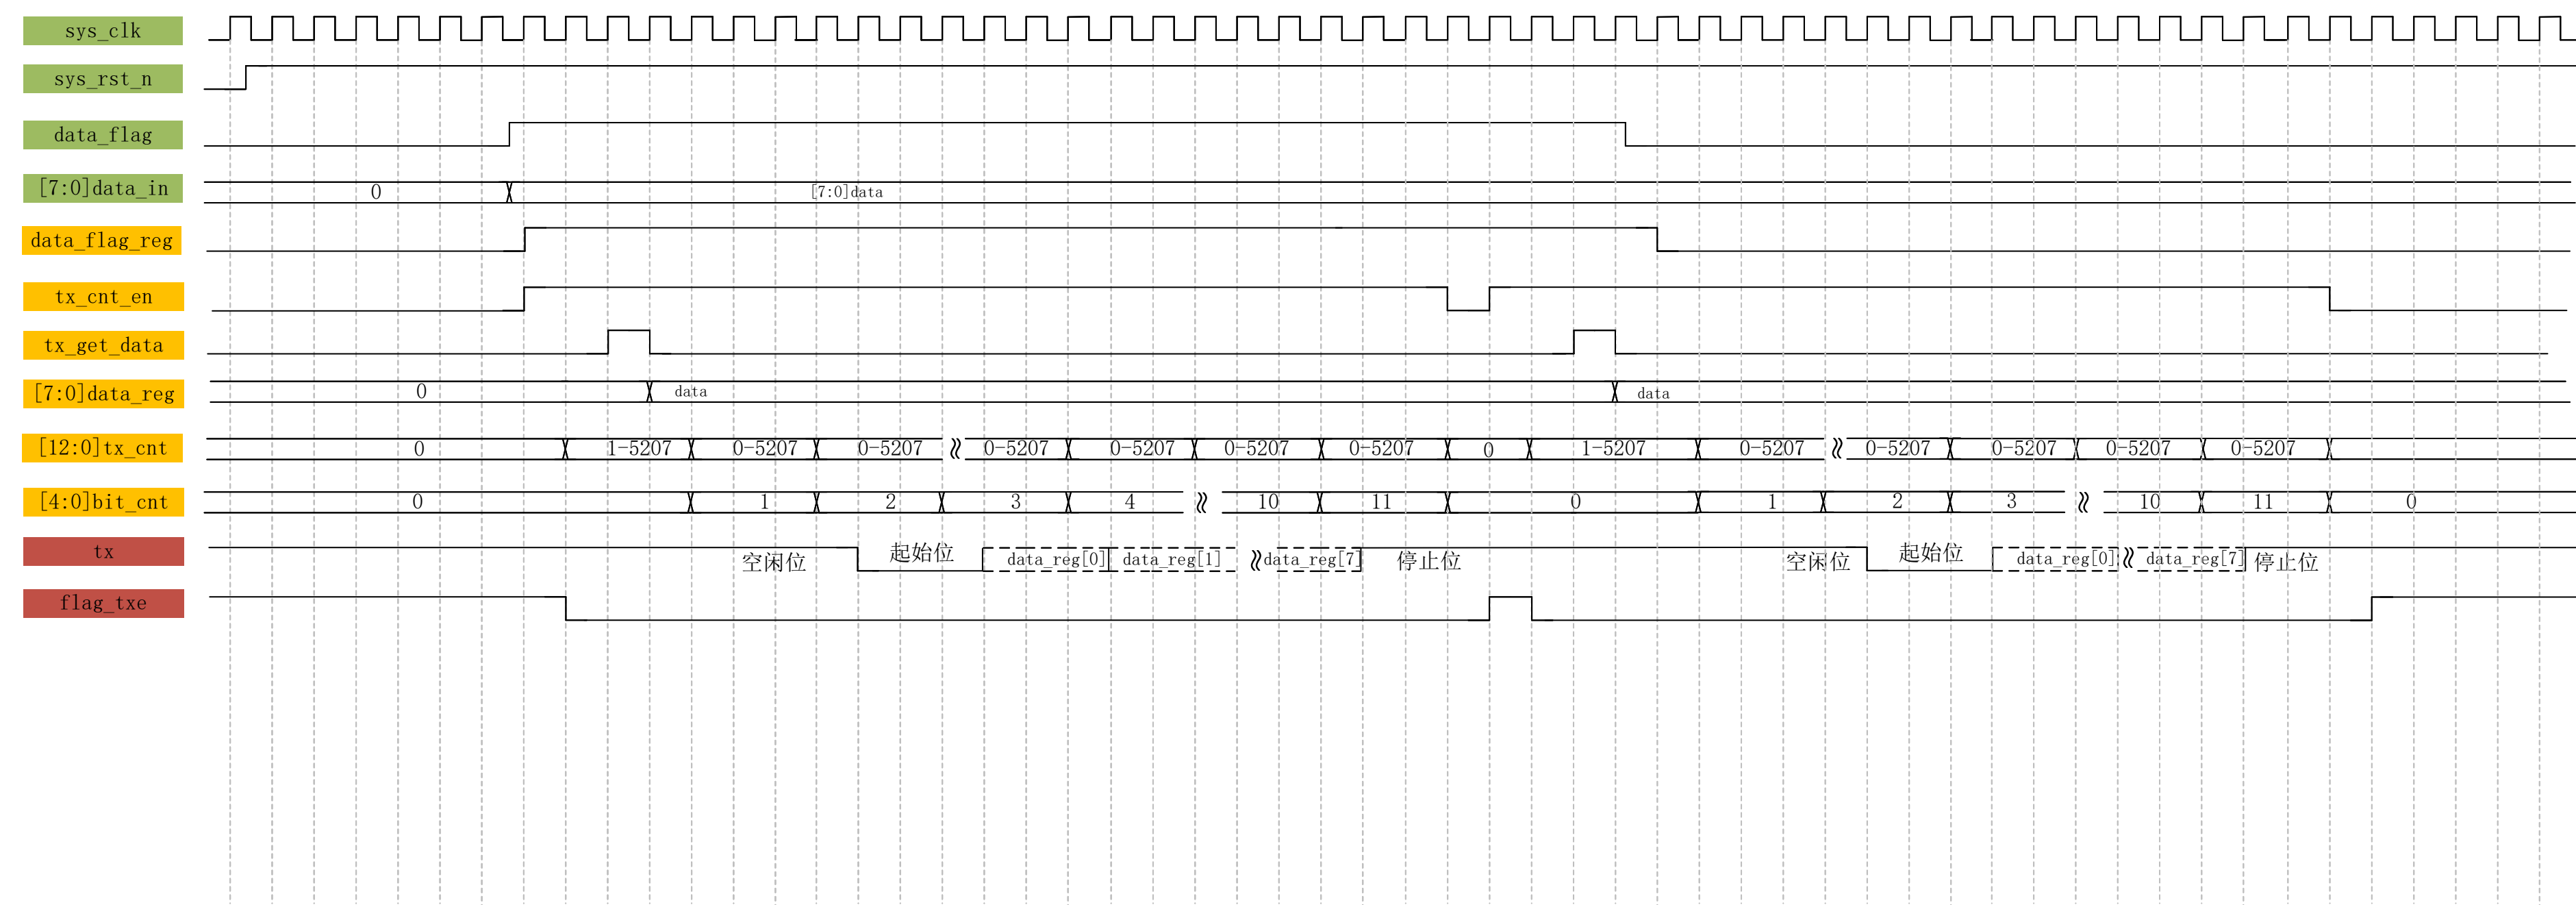 sys_clk
sys_rst_n
data_flag
[7:0]data_in 0 [7:0]data
data_flag_reg
tx_cnt_en
tx_get_data
[7:0]data_reg 0 data data
[12:0]tx_cnt 0 1-5207 0-5207 0-5207 0-5207 0-5207 0-5207 0-5207 0 1-5207 0-5207 0-5207 0-5207 0-5207 0-5207
[4:0]bit_cnt 0 1 2 3 4 10 11 0 1 2 3 10 11 0
tx 空闲位 起始位 data_reg[0] data_reg[1] data_reg[7] 停止位 空闲位 起始位 data_reg[0] data_reg[7] 停止位
flag_txe